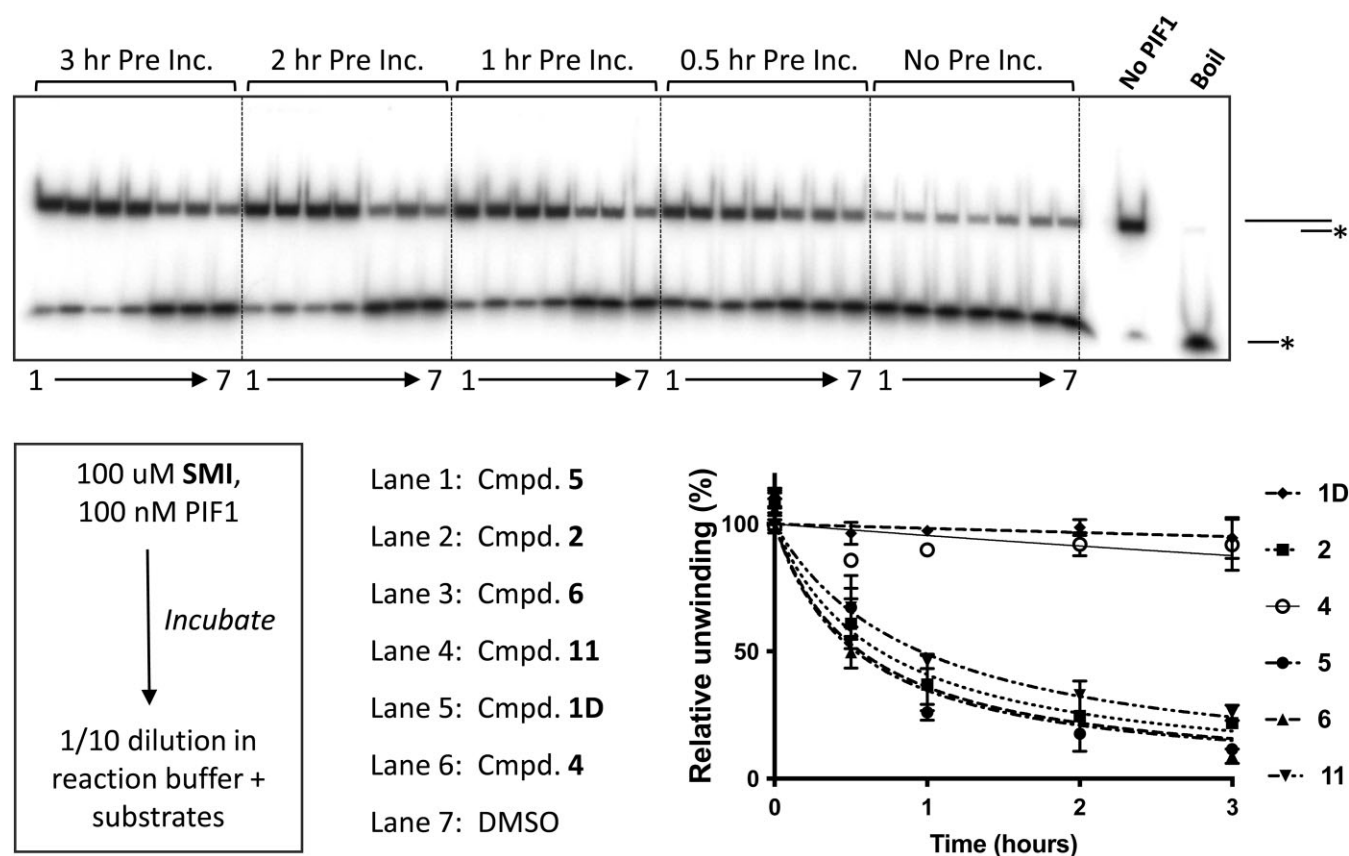 3 hr Pre Inc. 2 hr Pre Inc. 1 hr Pre Inc. 0.5 hr Pre Inc. No Pre Inc. No PIF1 Boil
*
*
1 7 1 7 1 7 1 7 1 7
100 uM SMI,
100 nM PIF1
Incubate
1/10 dilution in
reaction buffer +
substrates
Lane 1: Cmpd. 5
Lane 2: Cmpd. 2
Lane 3: Cmpd. 6
Lane 4: Cmpd. 11
Lane 5: Cmpd. 1D
Lane 6: Cmpd. 4
Lane 7: DMSO
Relative unwinding (%)
100
50
0
0 1 2 3
Time (hours)
1D
2
4
5
6
11